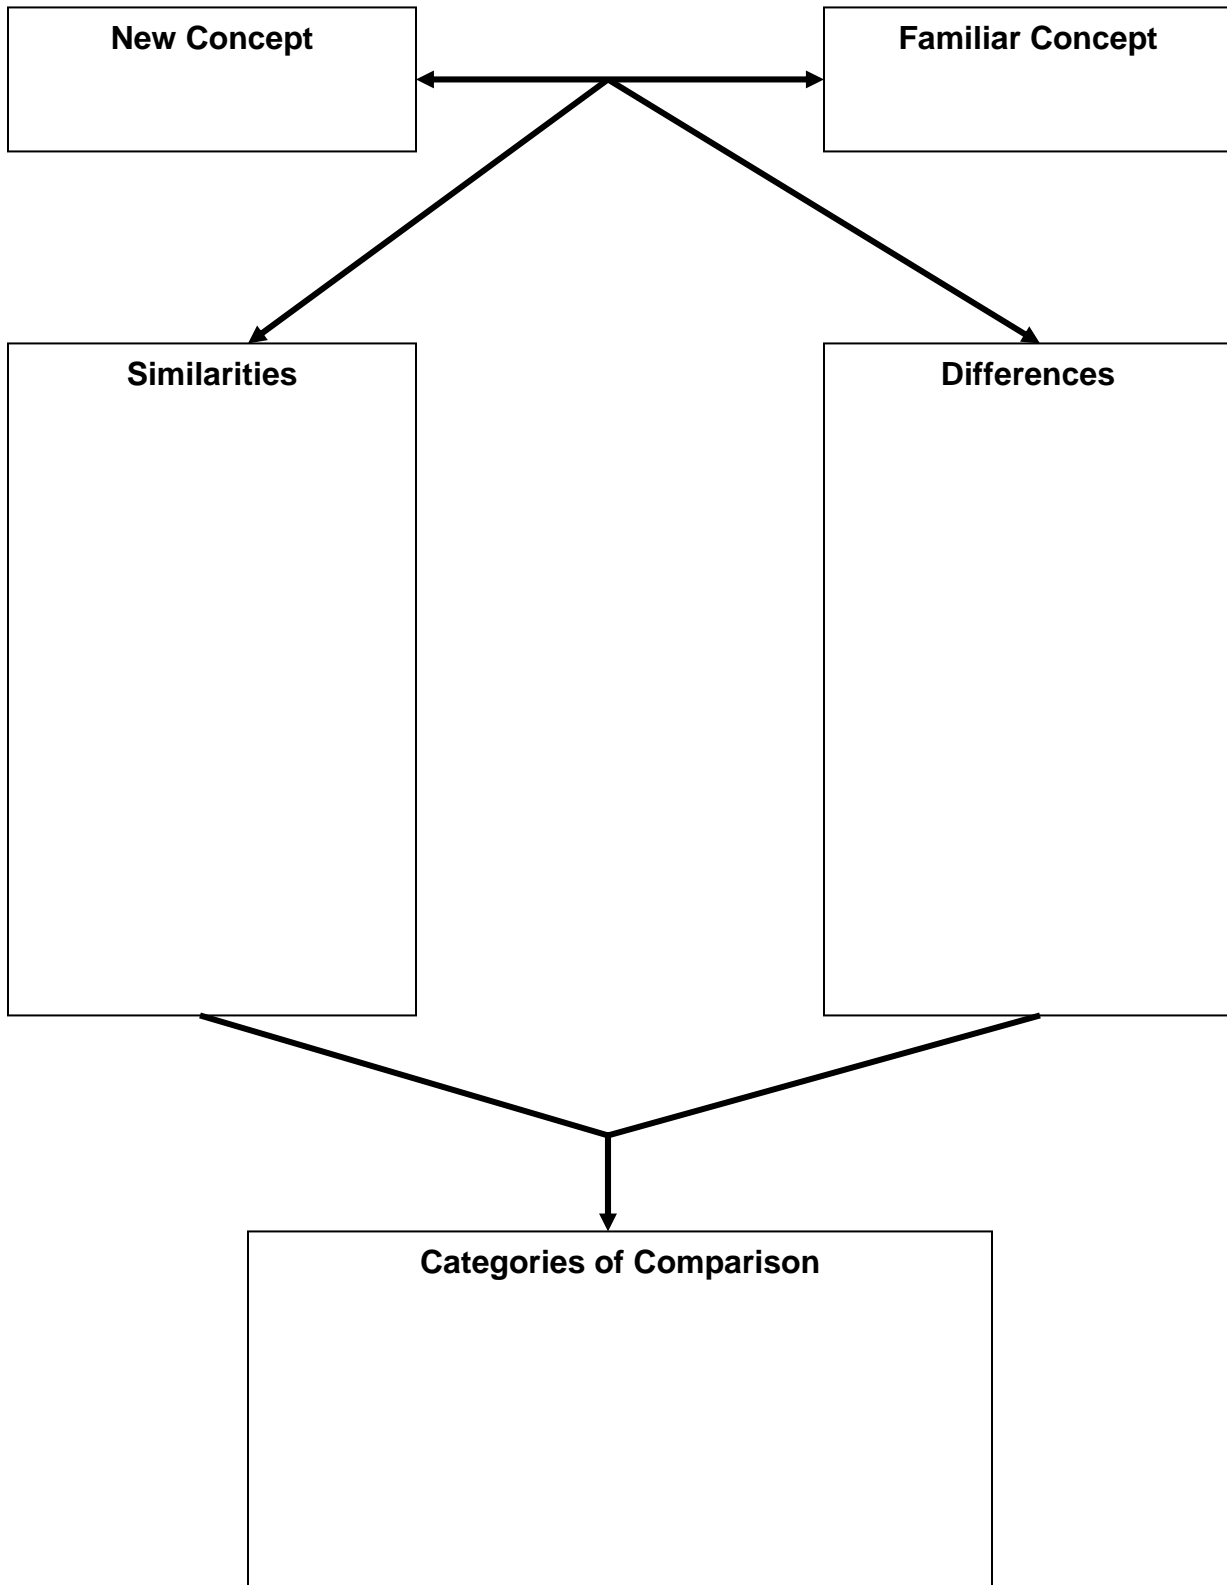 New Concept
Familiar Concept
Similarities
Differences
Categories of Comparison